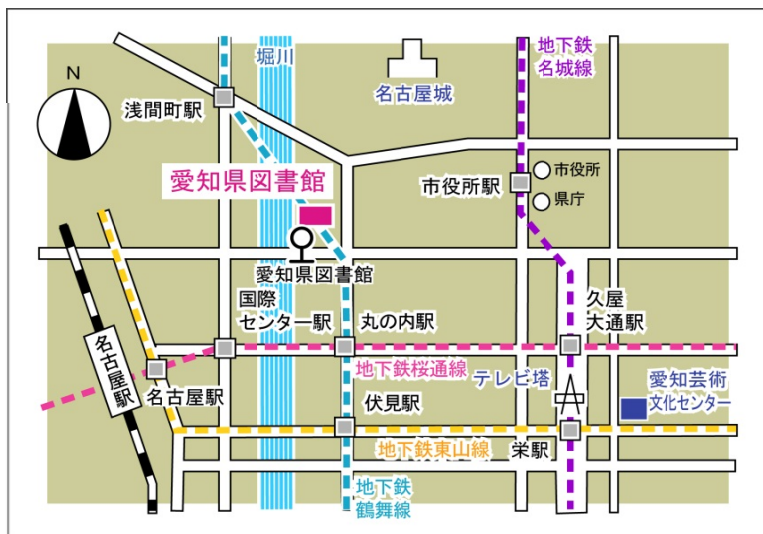 堀川
地下鉄
名城線
N
名古屋城
浅間町駅
愛知県図書館
市役所駅
市役所
県庁
愛知県図書館
国際
センター駅
丸の内駅
久屋
大通駅
名古屋駅
名古屋駅
地下鉄桜通線
テレビ塔
愛知芸術
文化センター
伏見駅
地下鉄東山線
栄駅
地下鉄
鶴舞線